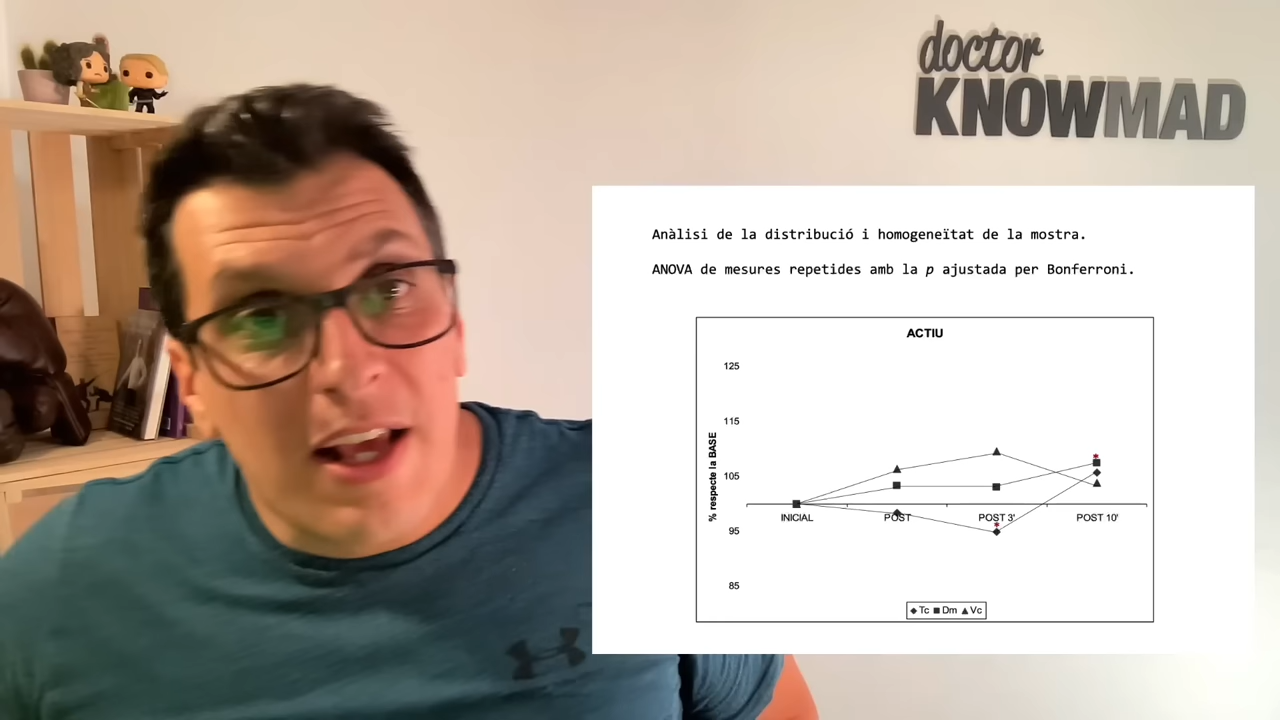 doctor
KNOWMAD
Anàlisi de la distribució i homogeneïtat de la mostra.
ANOVA de mesures repetides amb la p ajustada per Bonferroni.
ACTIU
125
115
105
95
85
% respecte la BASE
INICIAL
POST
POST 3'
POST 10'
Tc Dm Vc